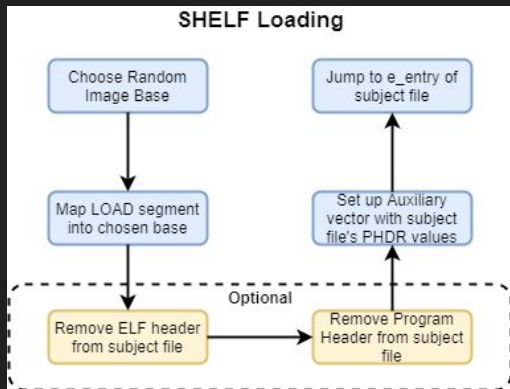 SHELF Loading
Choose Random
Image Base
Jump to e_entry of
subject file
Map LOAD segment
into chosen base
Set up Auxiliary
vector with subject
file's PHDR values
Optional
Remove ELF header
from subject file
Remove Program
Header from subject
file